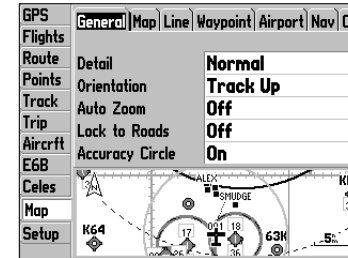 GPS
Flights
Route
Points
Track
Trip
Aircrft
E6B
Celes
Map
Setup
General Map Line Waypoint Airport Nav
Detail Normal
Orientation Track Up
Auto Zoom Off
Lock to Roads Off
Accuracy Circle On
N
ALEX
SMUDGE
K64
17
18
36
63K
5